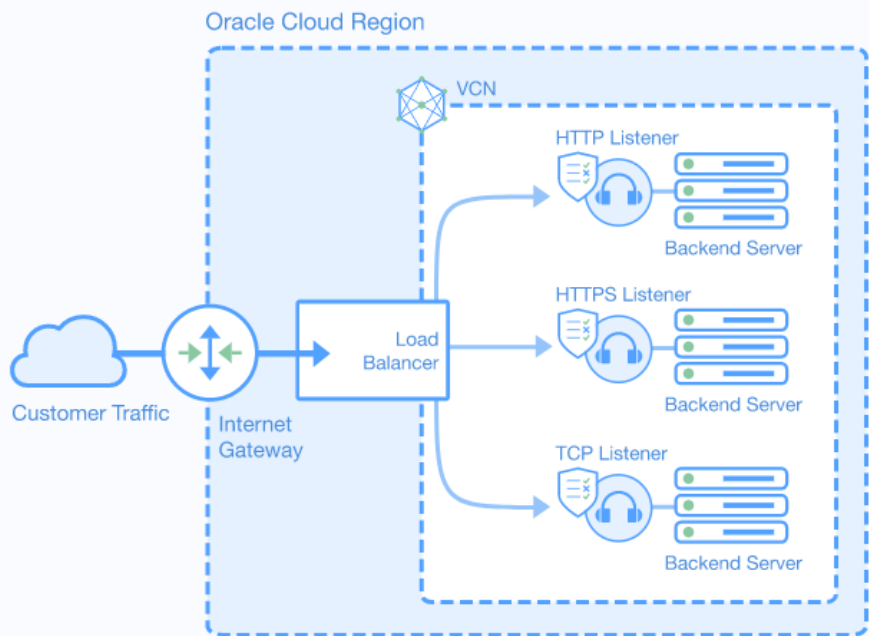 Oracle Cloud Region
VCN
HTTP Listener
Backend Server
HTTPS Listener
Load
Balancer
Backend Server
Customer Traffic
Internet
Gateway
TCP Listener
Backend Server